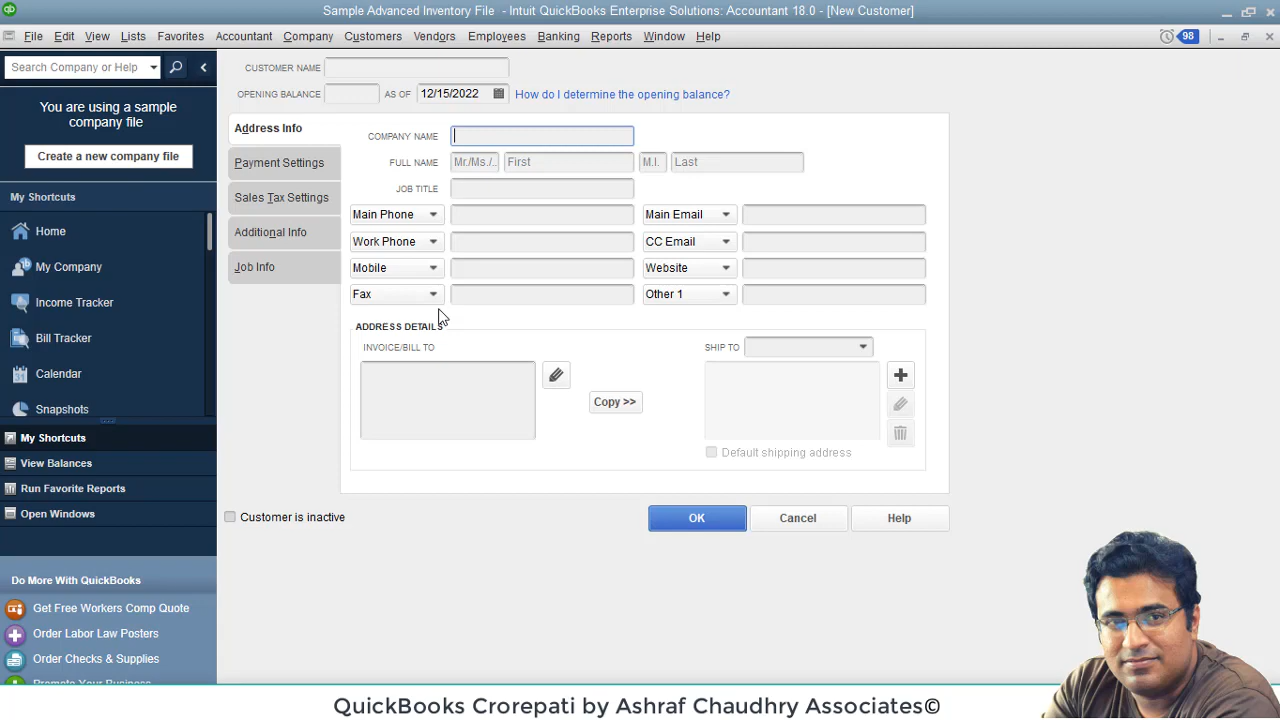 qb
Sample Advanced Inventory File - Intuit QuickBooks Enterprise Solutions: Accountant 18.0 - [New Customer]
File Edit View Lists Favorites Accountant Company Customers Vendors Employees Banking Reports Window Help 98
Search Company or Help
You are using a sample
company file
Create a new company file
My Shortcuts
Home
My Company
Income Tracker
Bill Tracker
Calendar
Snapshots
My Shortcuts
View Balances
Run Favorite Reports
Open Windows
Do More With QuickBooks
Get Free Workers Comp Quote
Order Labor Law Posters
Order Checks & Supplies
Promote Your Business
CUSTOMER NAME
OPENING BALANCE AS OF 12/15/2022 How do I determine the opening balance?
Address Info
Payment Settings
Sales Tax Settings
Additional Info
Job Info
COMPANY NAME
FULL NAME Mr./Ms./.. First M.I. Last
JOB TITLE
Main Phone Main Email
Work Phone CC Email
Mobile Website
Fax Other 1
ADDRESS DETAILS
INVOICE/BILL TO SHIP TO
Copy >>
Default shipping address
Customer is inactive OK Cancel Help
QuickBooks Crorepati by Ashraf Chaudhry Associates©